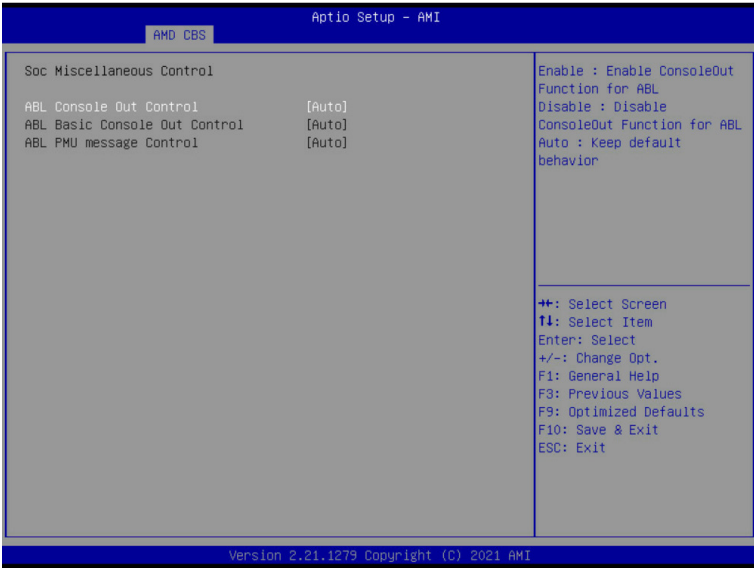 Aptio Setup – AMI
AMD CBS
Soc Miscellaneous Control
ABL Console Out Control [Auto]
ABL Basic Console Out Control [Auto]
ABL PMU message Control [Auto]
Enable : Enable ConsoleOut
Function for ABL
Disable : Disable
ConsoleOut Function for ABL
Auto : Keep default
behavior
→←: Select Screen
↑↓: Select Item
Enter: Select
+/-: Change Opt.
F1: General Help
F3: Previous Values
F9: Optimized Defaults
F10: Save & Exit
ESC: Exit
Version 2.21.1279 Copyright (C) 2021 AMI